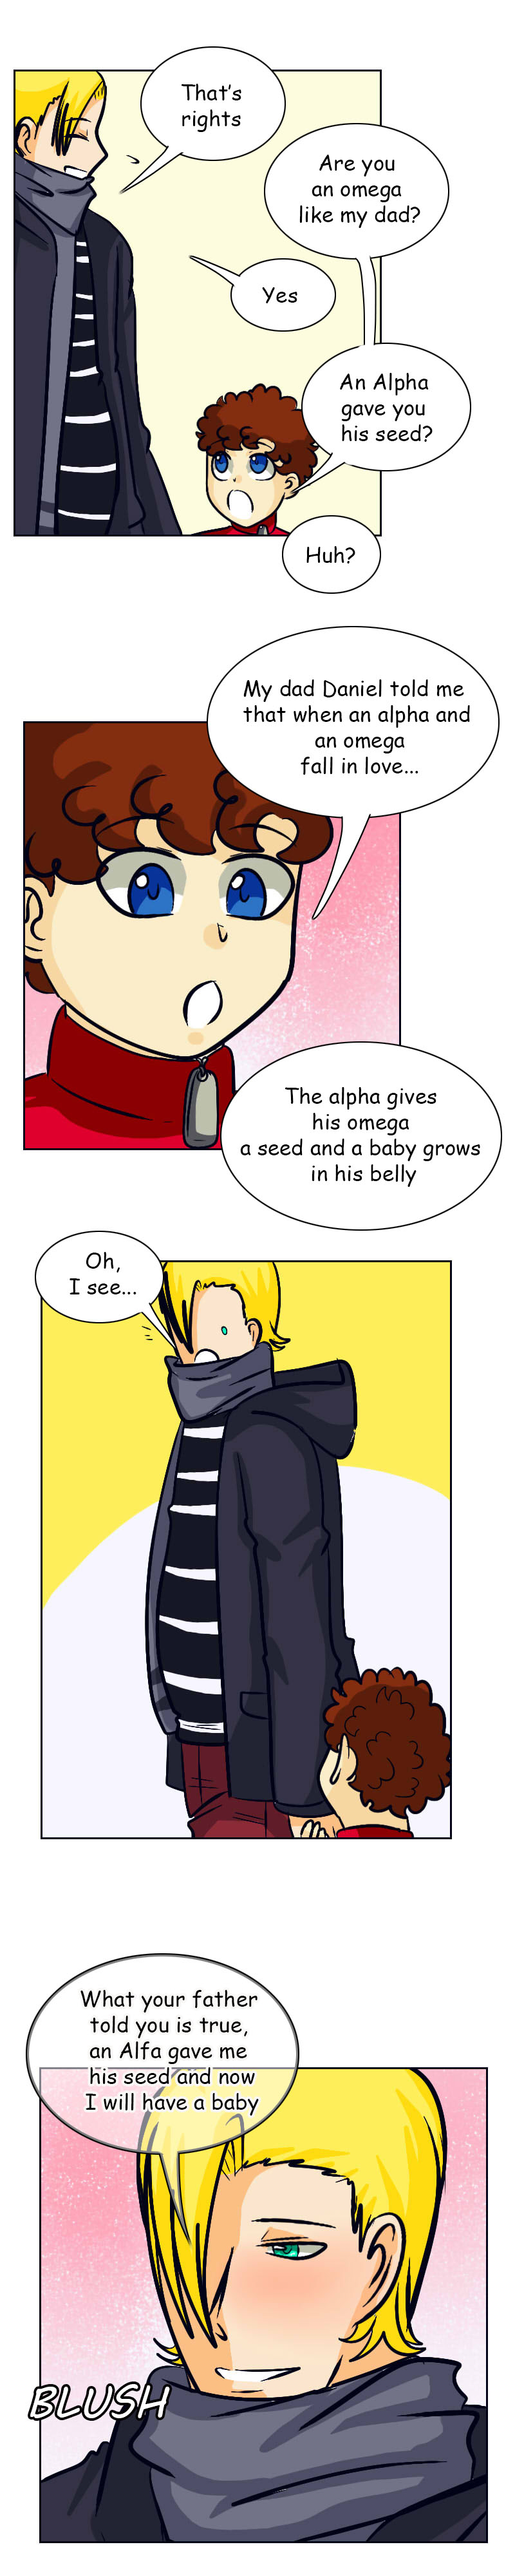 That's
rights
Are you
an omega
like my dad?
Yes
An Alpha
gave you
his seed?
Huh?
My dad Daniel told me
that when an alpha and
an omega
fall in love...
The alpha gives
his omega
a seed and a baby grows
in his belly
Oh,
I see...
What your father
told you is true,
an Alfa gave me
his seed and now
I will have a baby
BLUSH